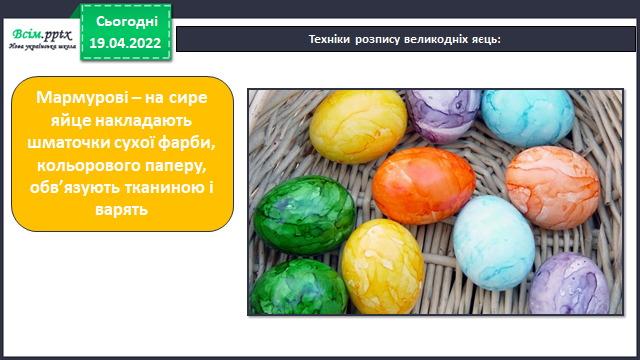 Всім.pptx
Нова українська школа
Сьогодні
19.04.2022
Техніки розпису великодніх яєць:
Мармурові – на сире
яйце накладають
шматочки сухої фарби,
кольорового паперу,
обв’язують тканиною і
варять